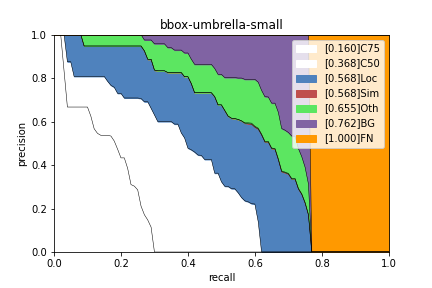 bbox-umbrella-small
precision
1.0
0.8
0.6
0.4
0.2
0.0
[0.160]C75
[0.368]C50
[0.568]Loc
[0.568]Sim
[0.655]Oth
[0.762]BG
[1.000]FN
0.0 0.2 0.4 0.6 0.8 1.0
recall